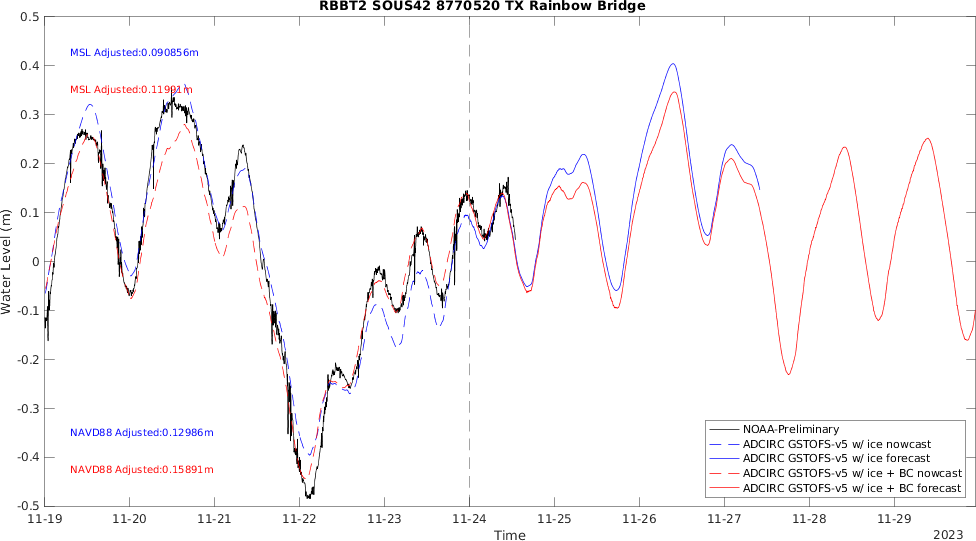 RBBT2 SOUS42 8770520 TX Rainbow Bridge
0.5
0.4
0.3
0.2
0.1
0
-0.1
-0.2
-0.3
-0.4
-0.5
Water Level (m)
MSL Adjusted:0.090856m
MSL Adjusted:0.11991m
NAVD88 Adjusted:0.12986m
NAVD88 Adjusted:0.15891m
NOAA-Preliminary
ADCIRC GSTOFS-v5 w/ ice nowcast
ADCIRC GSTOFS-v5 w/ ice forecast
ADCIRC GSTOFS-v5 w/ ice + BC nowcast
ADCIRC GSTOFS-v5 w/ ice + BC forecast
11-19 11-20 11-21 11-22 11-23 11-24 11-25 11-26 11-27 11-28 11-29
Time
2023